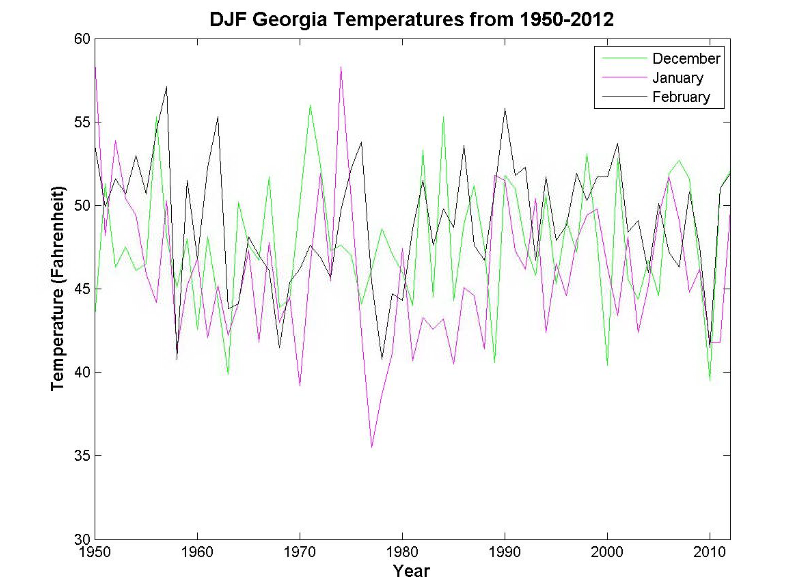 DJF Georgia Temperatures from 1950-2012
December
January
February
Temperature (Fahrenheit)
60
55
50
45
40
35
30
1950 1960 1970 1980 1990 2000 2010
Year